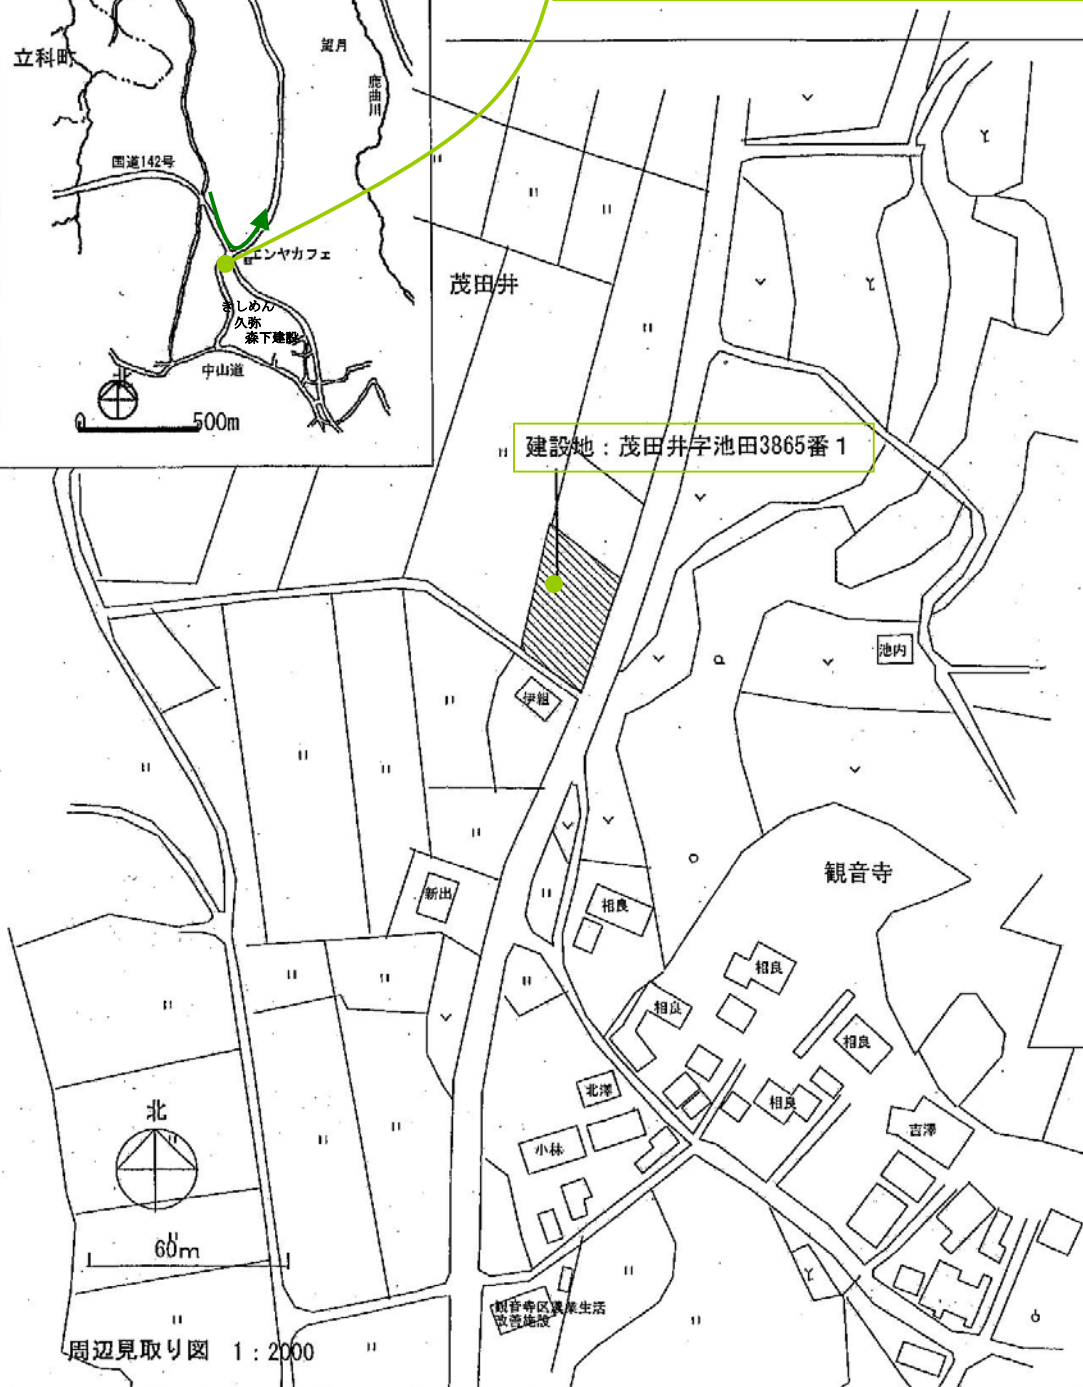 立科町
望月
鹿曲川
国道142号
エンヤカフェ
きしめん
久弥
森下建設
中山道
0 500m
茂田井
建設地：茂田井字池田3865番１
池内
伊組
新出
相良
観音寺
相良
相良
相良
相良
北澤
小林
吉澤
北
60m
観音寺区農業生活
改善施設
周辺見取り図 1：2000